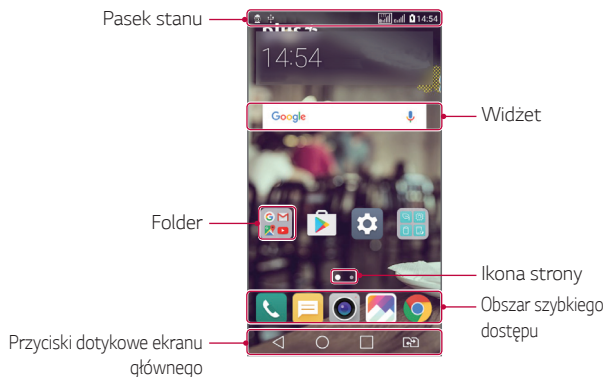 Pasek stanu
14:54
14:54
Google
Widżet
Folder
Ikona strony
Obszar szybkiego
dostępu
Przyciski dotykowe ekranu
głównego